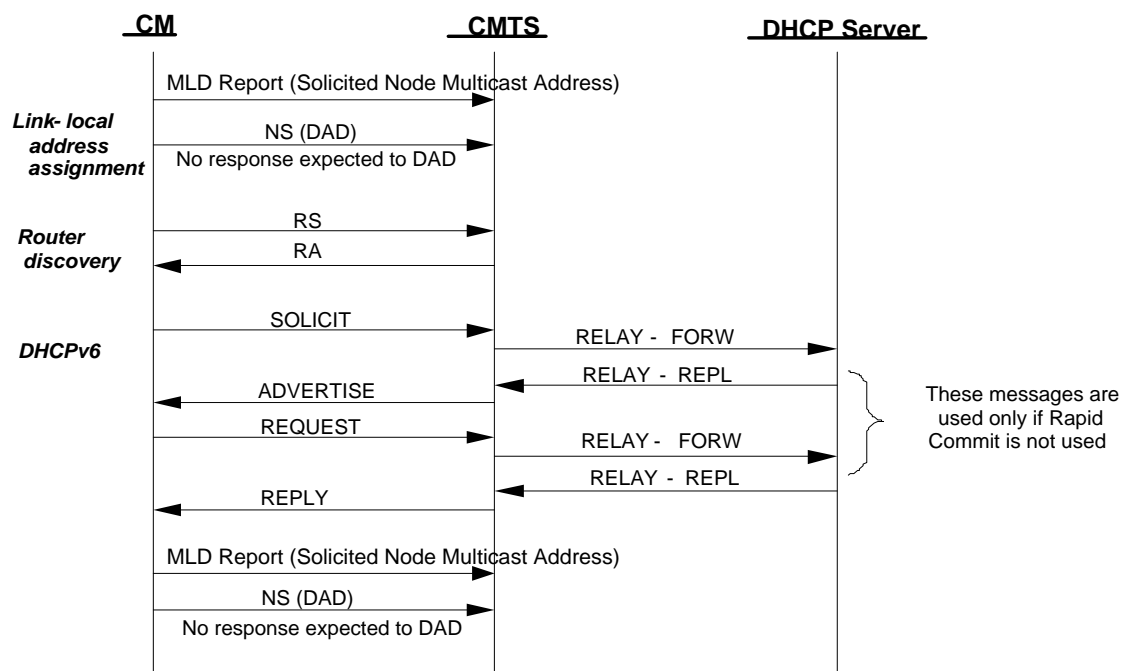 CM
CMTS
DHCP Server
MLD Report (Solicited Node Multicast Address)
Link- local
address
assignment
NS (DAD)
No response expected to DAD
RS
Router
discovery
RA
SOLICIT
DHCPv6
RELAY - FORW
RELAY - REPL
ADVERTISE
These messages are
used only if Rapid
Commit is not used
REQUEST
RELAY - FORW
RELAY - REPL
REPLY
MLD Report (Solicited Node Multicast Address)
NS (DAD)
No response expected to DAD